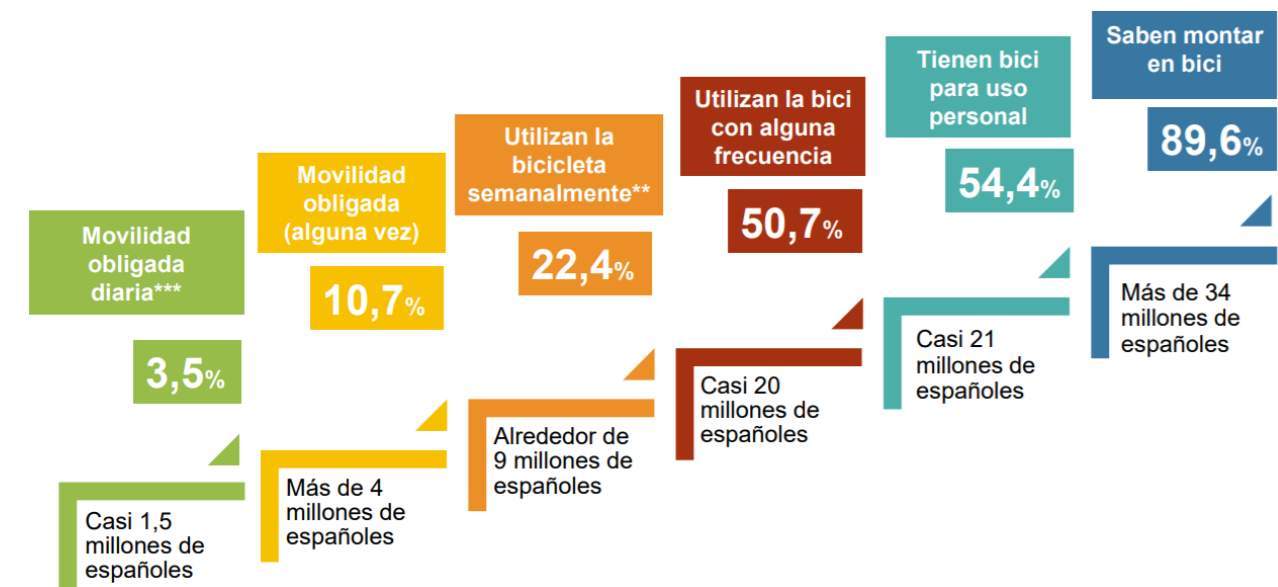 Movilidad
obligada
diaria***
3,5%
Casi 1,5
millones de
españoles
Movilidad
obligada
(alguna vez)
10,7%
Más de 4
millones de
españoles
Utilizan la
bicicleta
semanalmente**
22,4%
Alrededor de
9 millones de
españoles
Utilizan la bici
con alguna
frecuencia
50,7%
Casi 20
millones de
españoles
Tienen bici
para uso
personal
54,4%
Casi 21
millones de
españoles
Saben montar
en bici
89,6%
Más de 34
millones de
españoles